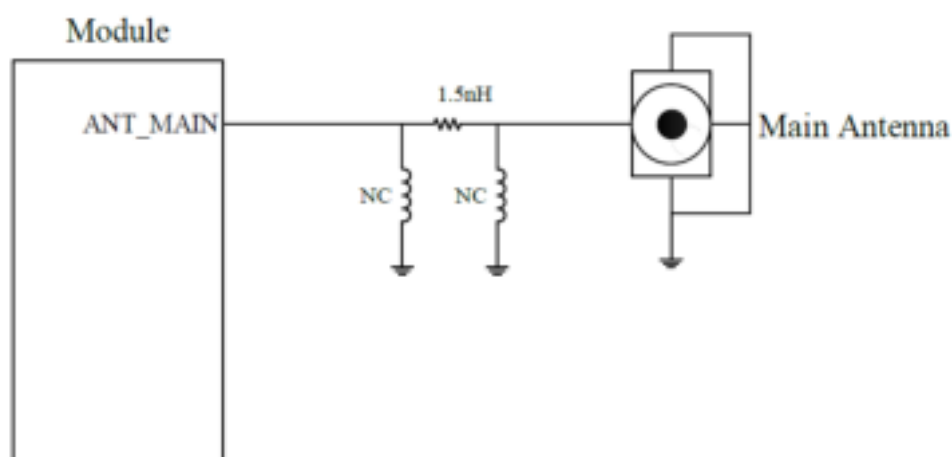 Module
1.5nH
ANT_MAIN
Main Antenna
NC
NC